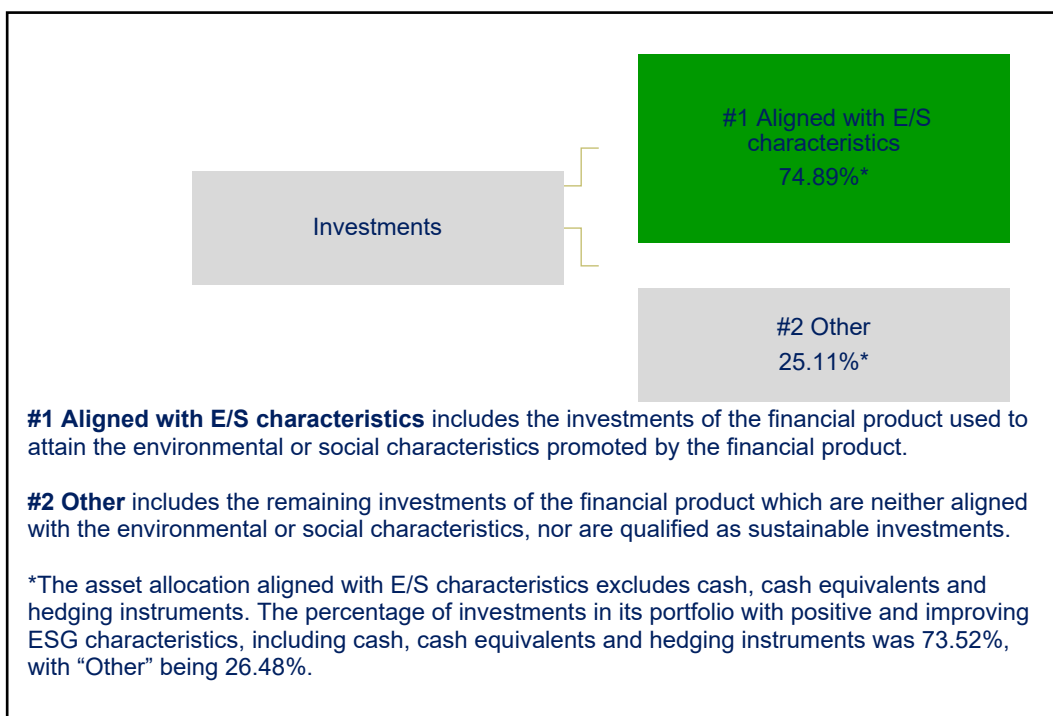 #1 Aligned with E/S
characteristics
74.89%*
Investments
#2 Other
25.11%*
#1 Aligned with E/S characteristics includes the investments of the financial product used to
attain the environmental or social characteristics promoted by the financial product.
#2 Other includes the remaining investments of the financial product which are neither aligned
with the environmental or social characteristics, nor are qualified as sustainable investments.
*The asset allocation aligned with E/S characteristics excludes cash, cash equivalents and
hedging instruments. The percentage of investments in its portfolio with positive and improving
ESG characteristics, including cash, cash equivalents and hedging instruments was 73.52%,
with “Other” being 26.48%.